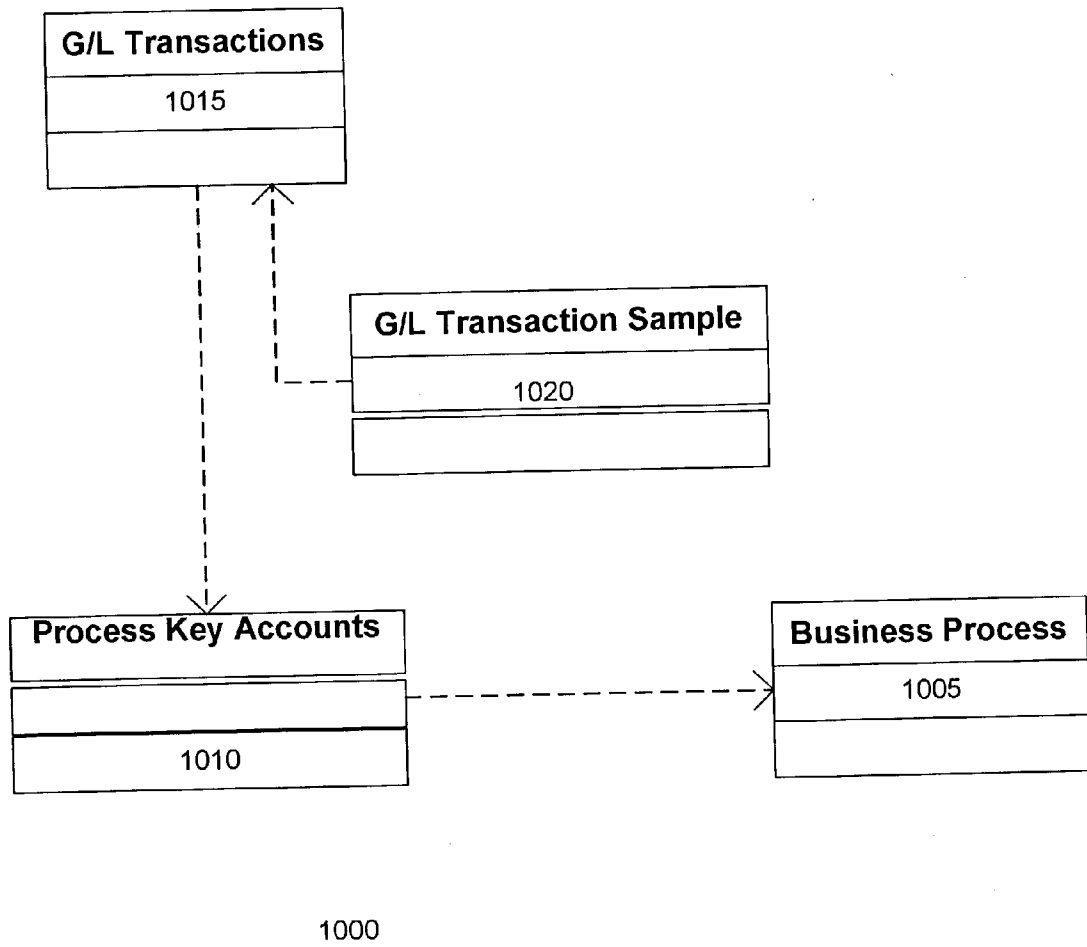 G/L Transactions
1015
G/L Transaction Sample
1020
Process Key Accounts
1010
Business Process
1005
1000